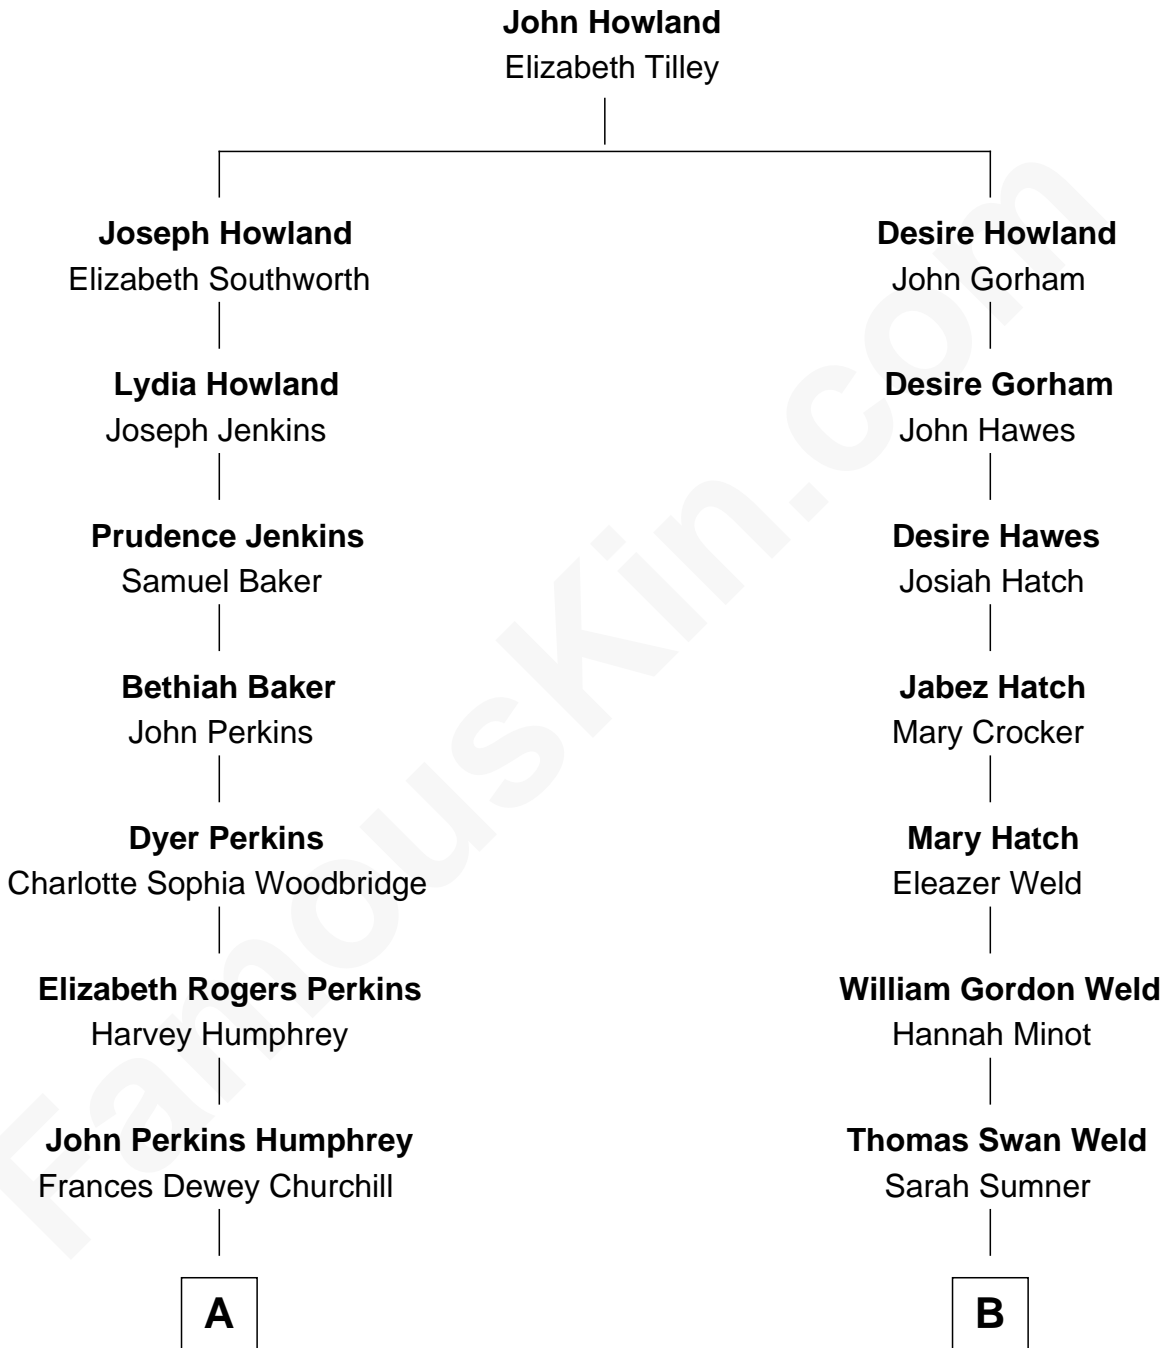 John Howland
Elizabeth Tilley
Joseph Howland
Elizabeth Southworth
Desire Howland
John Gorham
Lydia Howland
Joseph Jenkins
Desire Gorham
John Hawes
Prudence Jenkins
Samuel Baker
Desire Hawes
Josiah Hatch
Bethiah Baker
John Perkins
Jabez Hatch
Mary Crocker
Dyer Perkins
Charlotte Sophia Woodbridge
Mary Hatch
Eleazer Weld
Elizabeth Rogers Perkins
Harvey Humphrey
William Gordon Weld
Hannah Minot
John Perkins Humphrey
Frances Dewey Churchill
Thomas Swan Weld
Sarah Sumner
A
B
FamousKin.com